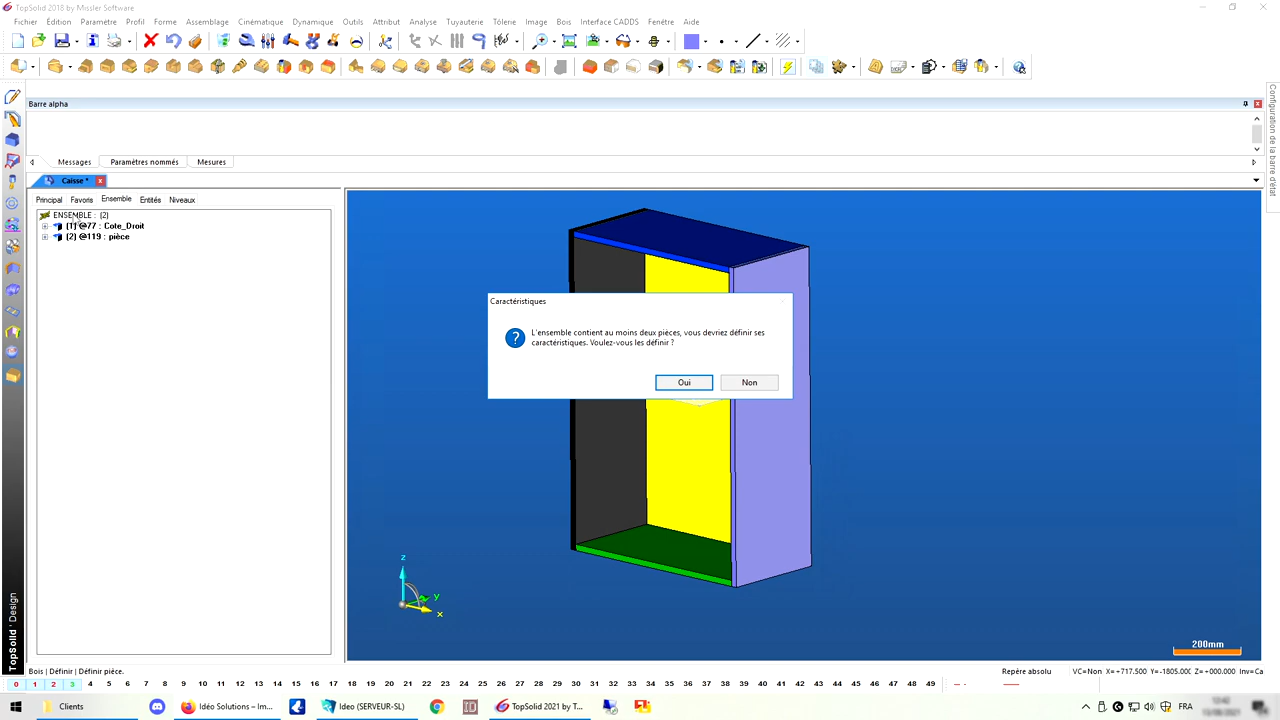 TopSolid 2018 by Missler Software
Fichier Édition Paramètre Profil Forme Assemblage Cinématique Dynamique Outils Attribut Analyse Tuyauterie Tôlerie Image Bois Interface CADDS Fenêtre Aide
Barre alpha
Configuration de la barre d'état
Messages Paramètres nommés Mesures
Caisse *
Principal Favoris Ensemble Entités Niveaux
ENSEMBLE : (2)
(1) @77 : Cote_Droit
(2) @119 : pièce
Caractéristiques
L'ensemble contient au moins deux pièces, vous devriez définir ses
caractéristiques. Voulez-vous les définir ?
Oui Non
z
y
x
200mm
TopSolid'Design
Bois | Définir | Définir pièce. Repère absolu VC=Non X=+717.500 Y=-1805.000 Z=+000.000 Inv=Ca
0 1 2 3 4 5 6 7 8 9 10 11 12 13 14 15 16 17 18 19 20 21 22 23 24 25 26 27 28 29 30 31 32 33 34 35 36 37 38 39 40 41 42 43 44 45 46 47 48 49
Clients Idéo Solutions – Im... Ideo (SERVEUR-SL) TopSolid 2021 by T... FRA